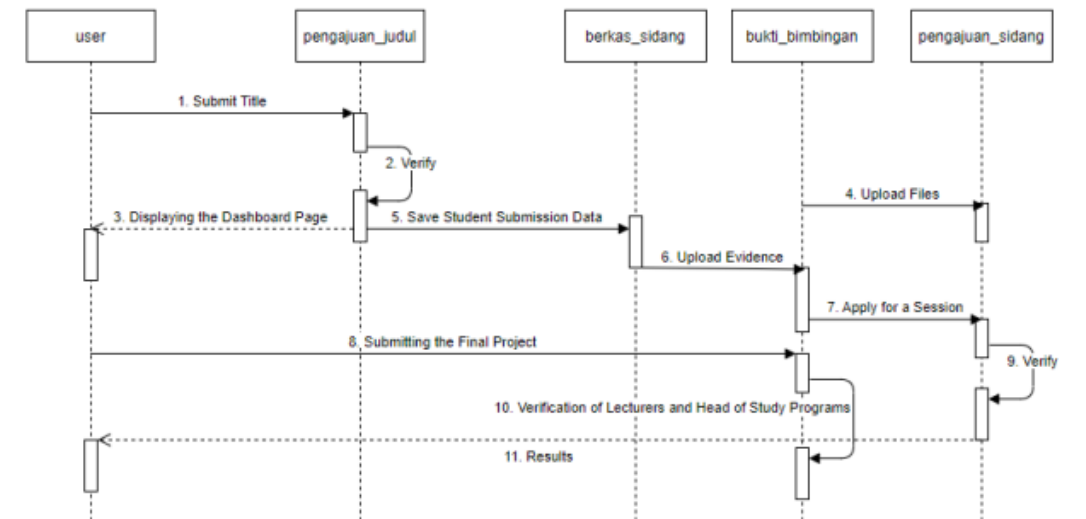 user
pengajuan_judul
berkas_sidang
bukti_bimbingan
pengajuan_sidang
1. Submit Title
2. Verify
4. Upload Files
3. Displaying the Dashboard Page
5. Save Student Submission Data
6. Upload Evidence
7. Apply for a Session
8. Submitting the Final Project
9. Verify
10. Verification of Lecturers and Head of Study Programs
11. Results